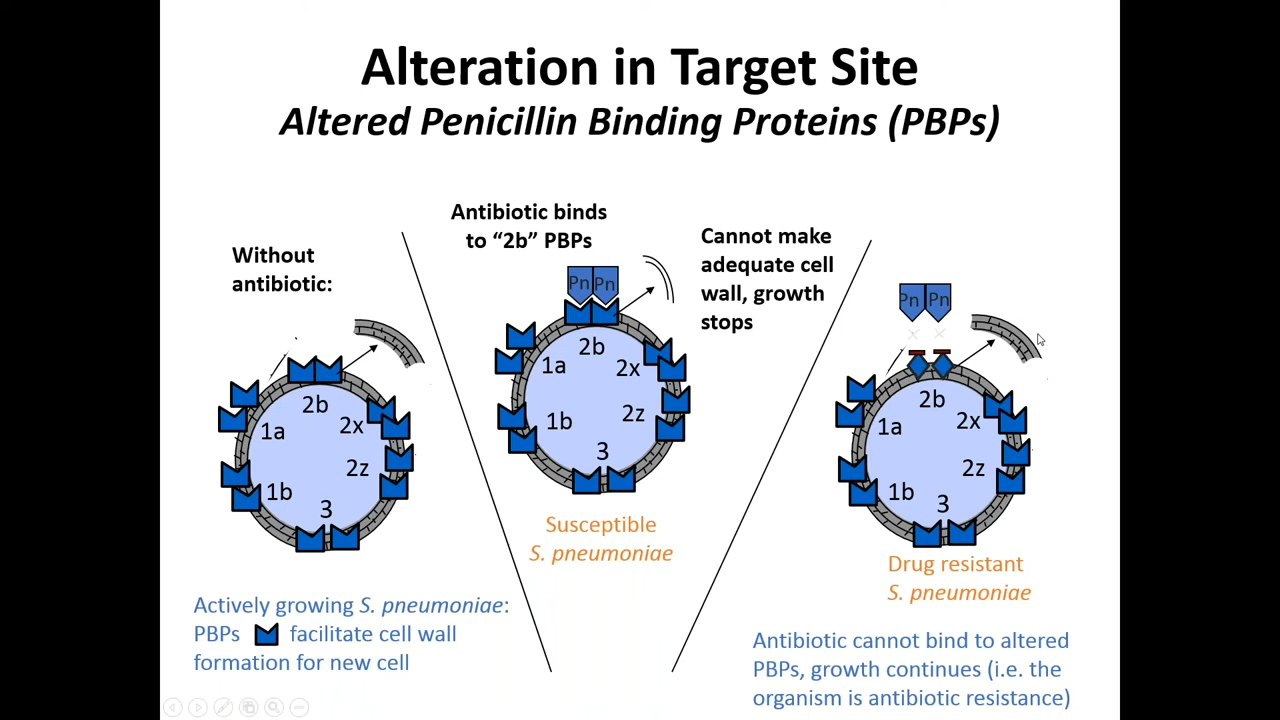 Alteration in Target Site
Altered Penicillin Binding Proteins (PBPs)
Without
antibiotic:
2b
1a
2x
2z
1b
3
Actively growing S. pneumoniae:
PBPs facilitate cell wall
formation for new cell
Antibiotic binds
to “2b” PBPs
Pn Pn
Cannot make
adequate cell
wall, growth
stops
2b
1a
2x
1b
2z
3
Susceptible
S. pneumoniae
Pn Pn
2b
1a
2x
2z
1b
3
Drug resistant
S. pneumoniae
Antibiotic cannot bind to altered
PBPs, growth continues (i.e. the
organism is antibiotic resistance)